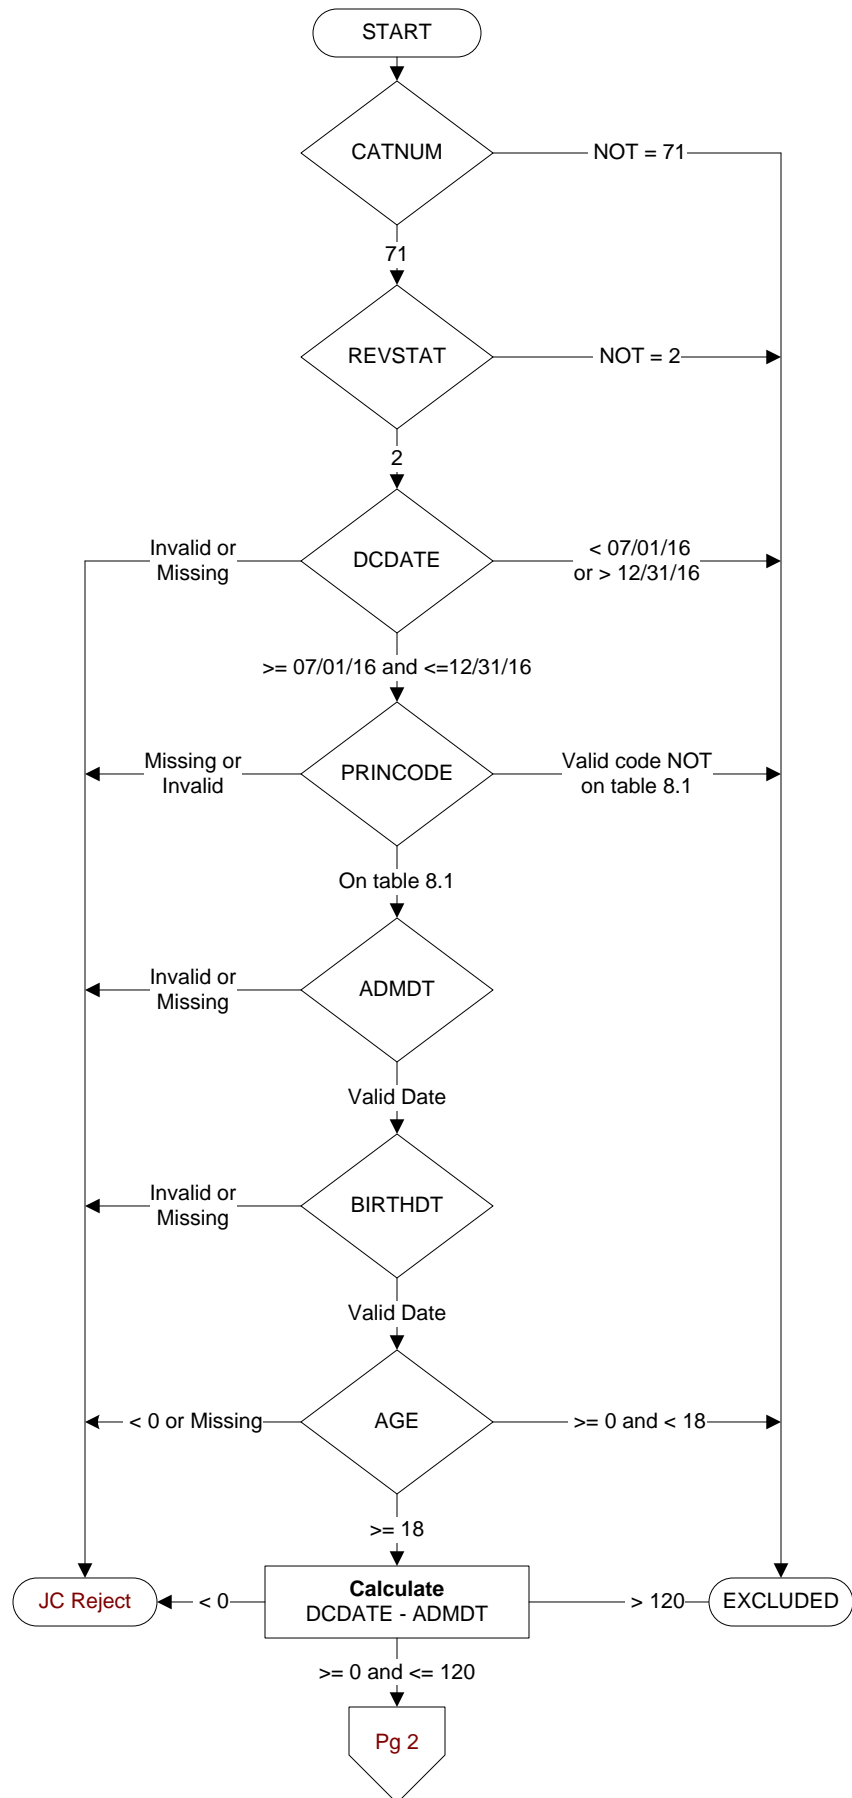 START
CATNUM
NOT = 71
71
REVSTAT
NOT = 2
2
Invalid or
Missing
DCDATE
< 07/01/16
or > 12/31/16
>= 07/01/16 and <=12/31/16
Missing or
Invalid
PRINCODE
Valid code NOT
on table 8.1
On table 8.1
Invalid or
Missing
ADMDT
Valid Date
Invalid or
Missing
BIRTHDT
Valid Date
< 0 or Missing
AGE
>= 0 and < 18
>= 18
JC Reject
< 0
Calculate
DCDATE - ADMDT
> 120
EXCLUDED
>= 0 and <= 120
Pg 2